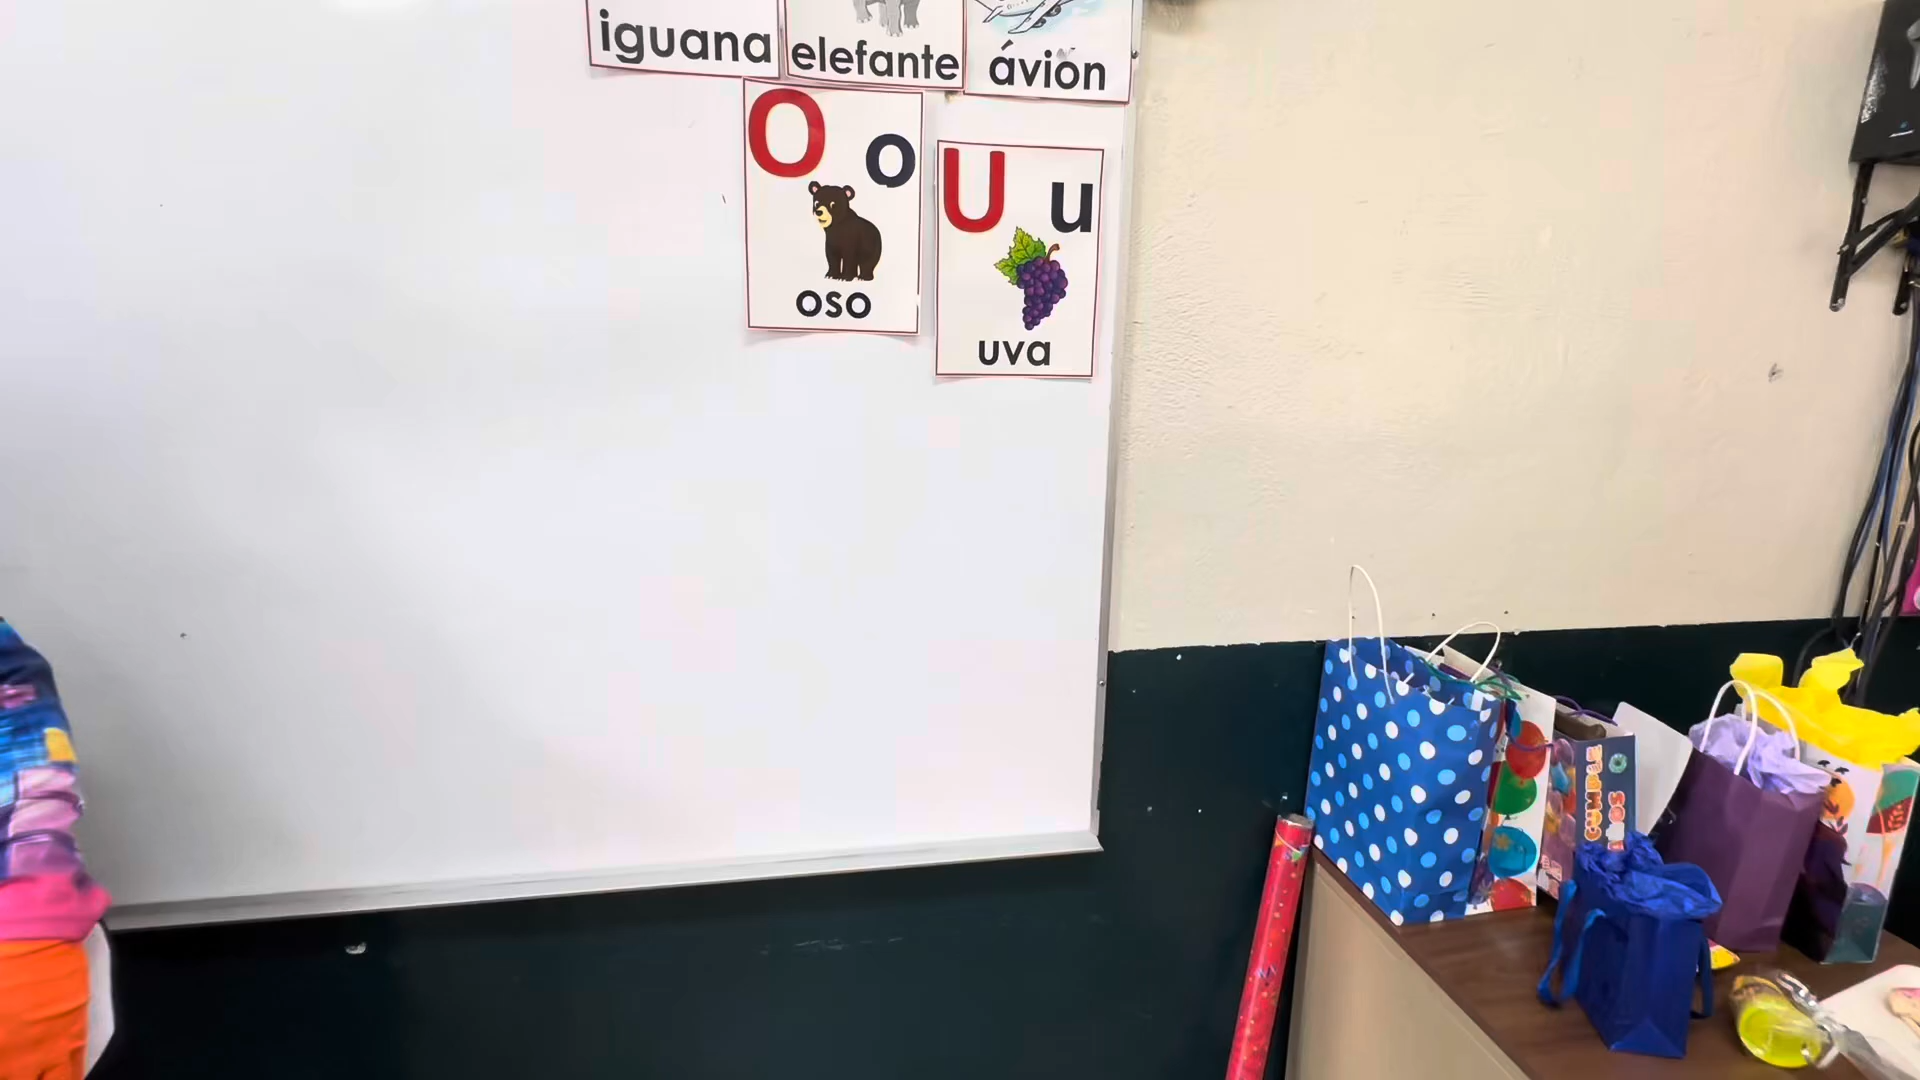 iguana
elefante
ávion
O o
oso
U u
uva